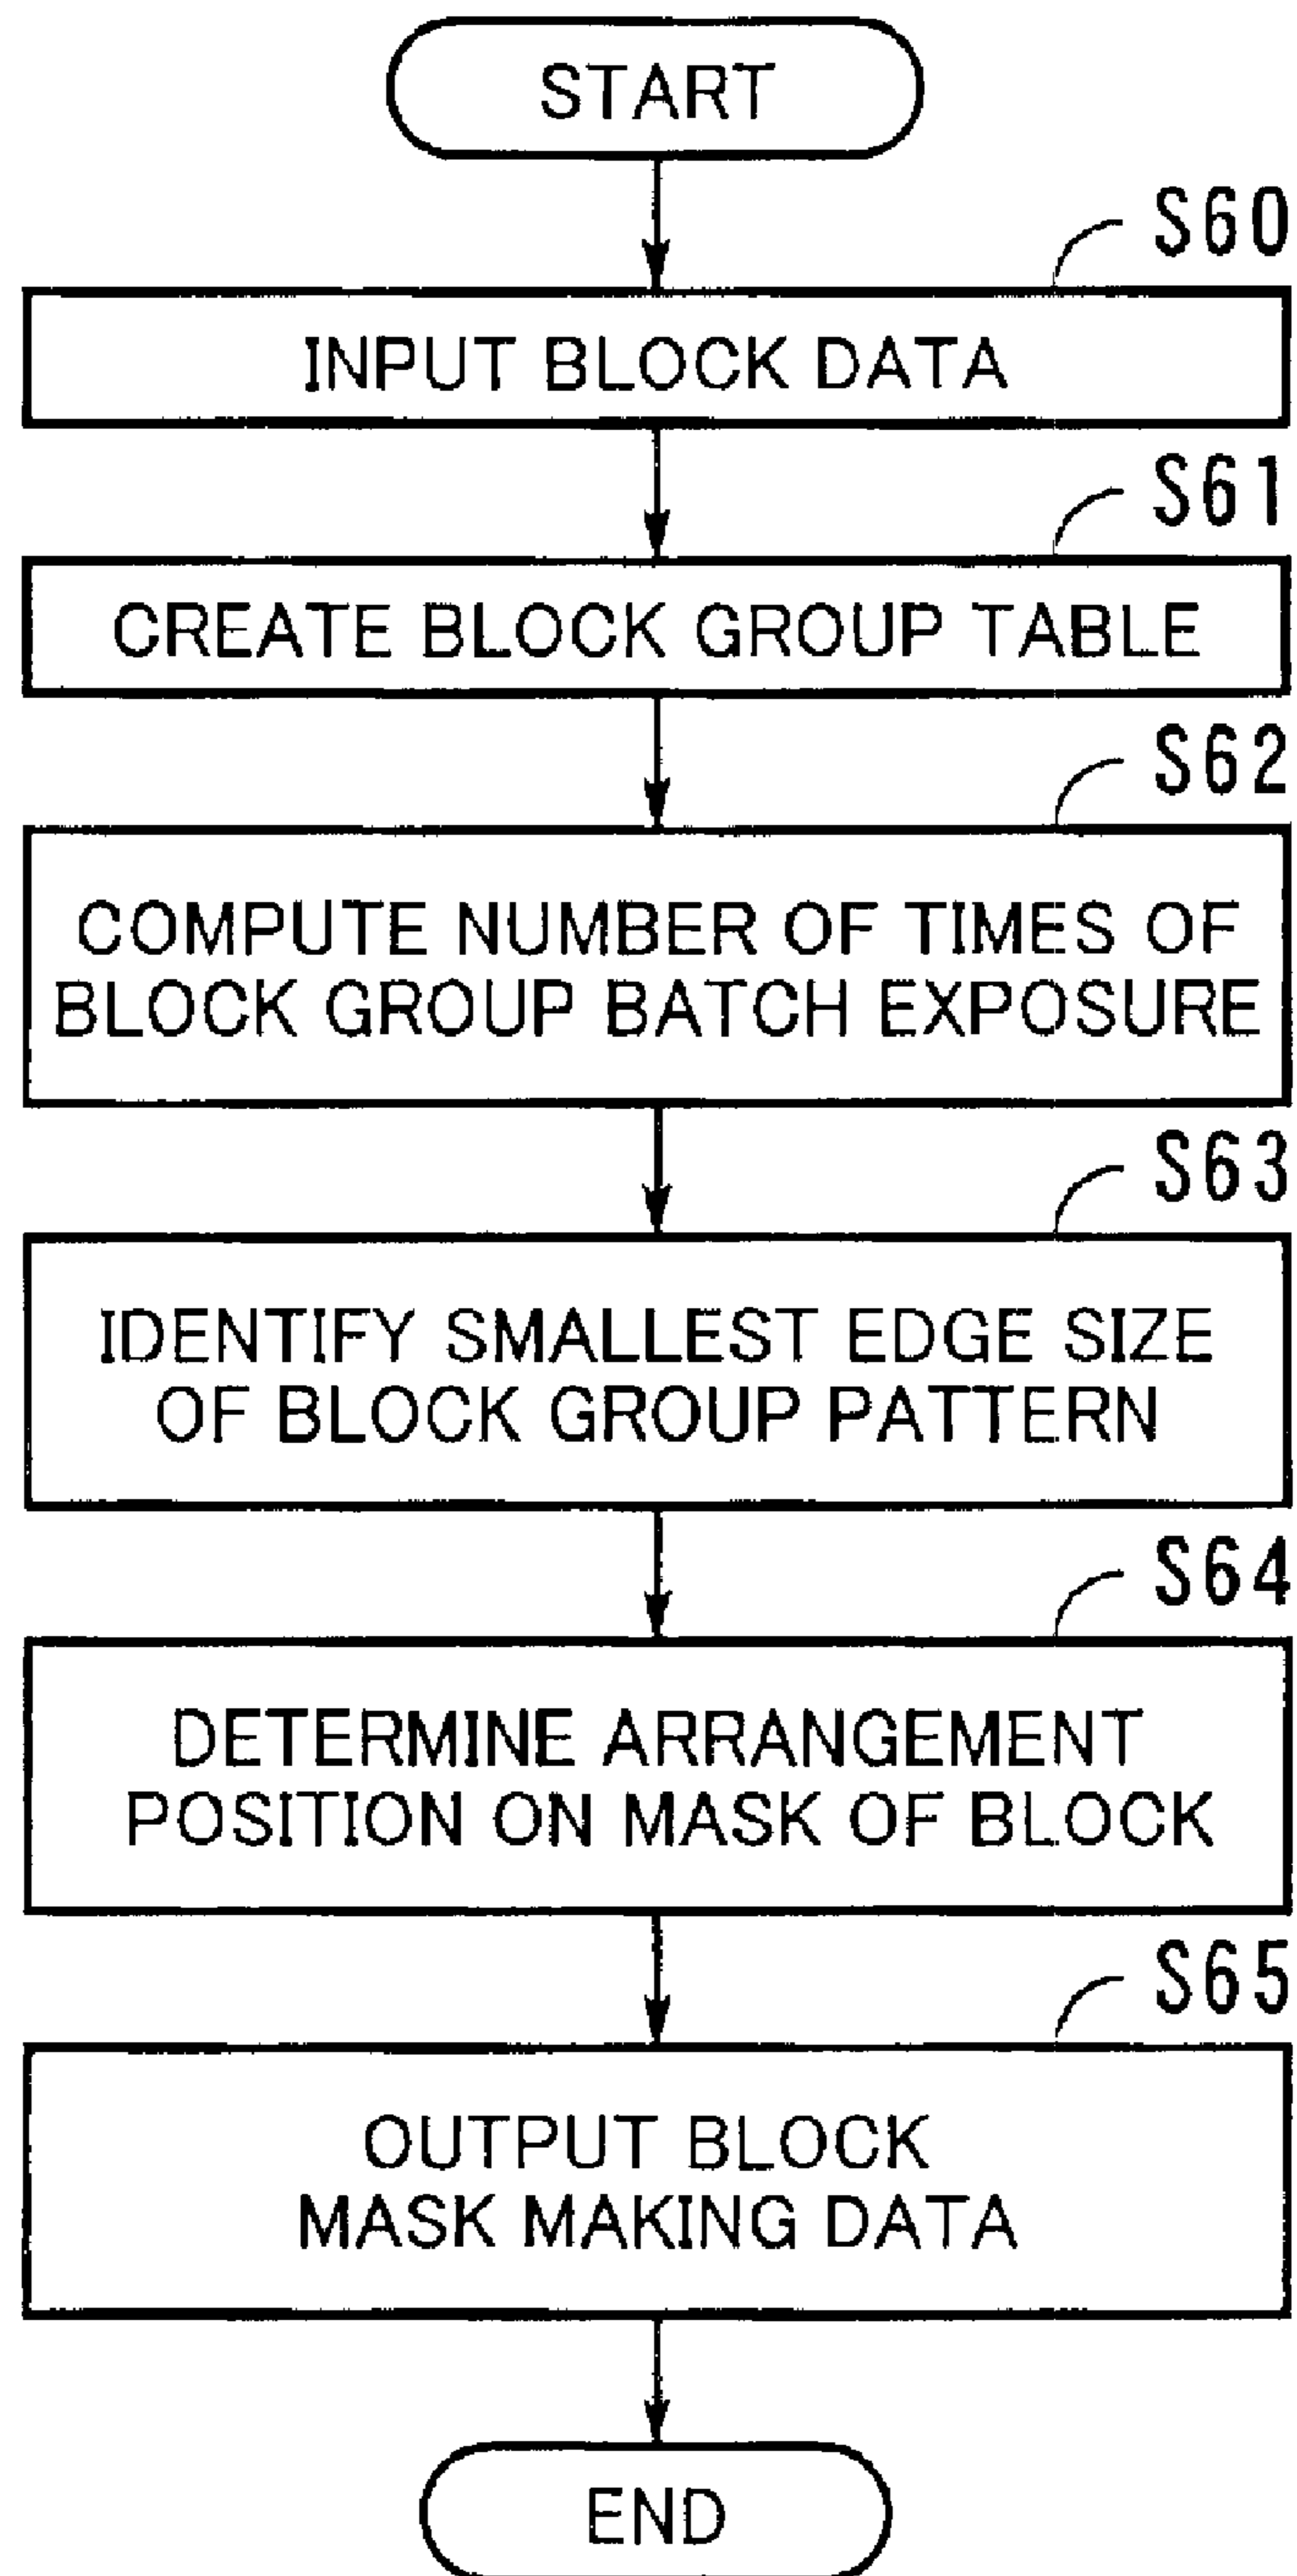 START
S60
INPUT BLOCK DATA
S61
CREATE BLOCK GROUP TABLE
S62
COMPUTE NUMBER OF TIMES OF
BLOCK GROUP BATCH EXPOSURE
S63
IDENTIFY SMALLEST EDGE SIZE
OF BLOCK GROUP PATTERN
S64
DETERMINE ARRANGEMENT
POSITION ON MASK OF BLOCK
S65
OUTPUT BLOCK
MASK MAKING DATA
END